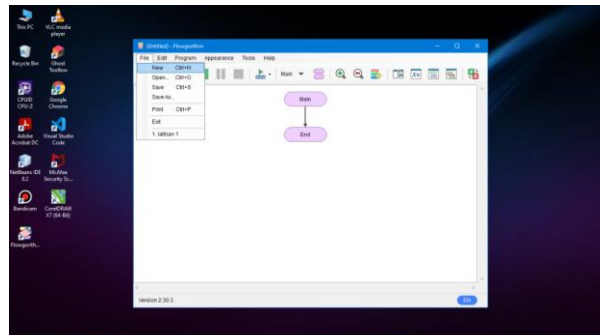 This PC
VLC media
player
Recycle Bin
Ghost
Toolbox
CPUID
CPU-Z
Google
Chrome
Adobe
Acrobat DC
Visual Studio
Code
NetBeans IDE
8.2
McAfee
Security Sc...
Bandicam
CorelDRAW
X7 (64-Bit)
Flowgorith...
(Untitled) - Flowgorithm
File Edit Program Appearance Tools Help
New Ctrl+N
Open... Ctrl+O
Save Ctrl+S
Save As...
Print Ctrl+P
Exit
1. latihan 1
Main
Main
End
Version 2.30.3
EN